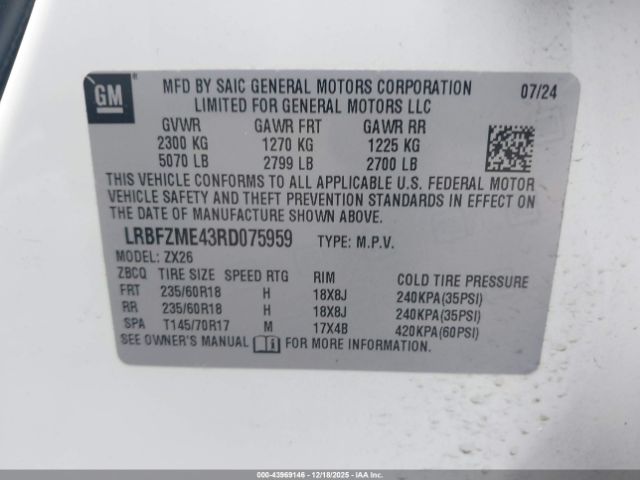 GM
MFD BY SAIC GENERAL MOTORS CORPORATION 07/24
LIMITED FOR GENERAL MOTORS LLC
GVWR GAWR FRT GAWR RR
2300 KG 1270 KG 1225 KG
5070 LB 2799 LB 2700 LB
THIS VEHICLE CONFORMS TO ALL APPLICABLE U.S. FEDERAL MOTOR
VEHICLE SAFETY AND THEFT PREVENTION STANDARDS IN EFFECT
ON THE DATE OF MANUFACTURE SHOWN ABOVE.
LRBFZME43RD075959 TYPE: M.P.V.
MODEL: ZX26
ZBCQ TIRE SIZE SPEED RTG RIM COLD TIRE PRESSURE
FRT 235/60R18 H 18X8J 240KPA(35PSI)
RR 235/60R18 H 18X8J 240KPA(35PSI)
SPA T145/70R17 M 17X4B 420KPA(60PSI)
SEE OWNER'S MANUAL FOR MORE INFORMATION.
000-43969146 - 12/18/2025 - IAAI.COM